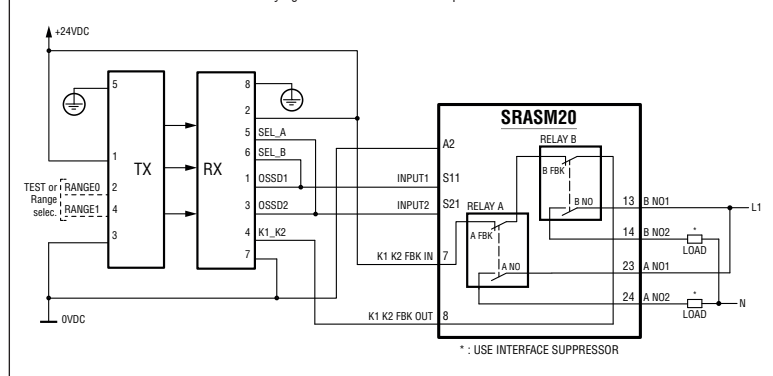 +24VDC
5
1
TEST or
Range
selec.
RANGE0
RANGE1
2
4
3
TX
RX
0VDC
8
2
5 SEL_A
6 SEL_B
1 OSSD1
3 OSSD2
4 K1_K2
7
INPUT1
INPUT2
K1 K2 FBK IN
K1 K2 FBK OUT
SRASM20
A2
S11
S21
7
8
RELAY B
B FBK
B NO
RELAY A
A FBK
A NO
13 B NO1
L1
14 B NO2
*
LOAD
23 A NO1
24 A NO2
*
LOAD
N
* : USE INTERFACE SUPPRESSOR